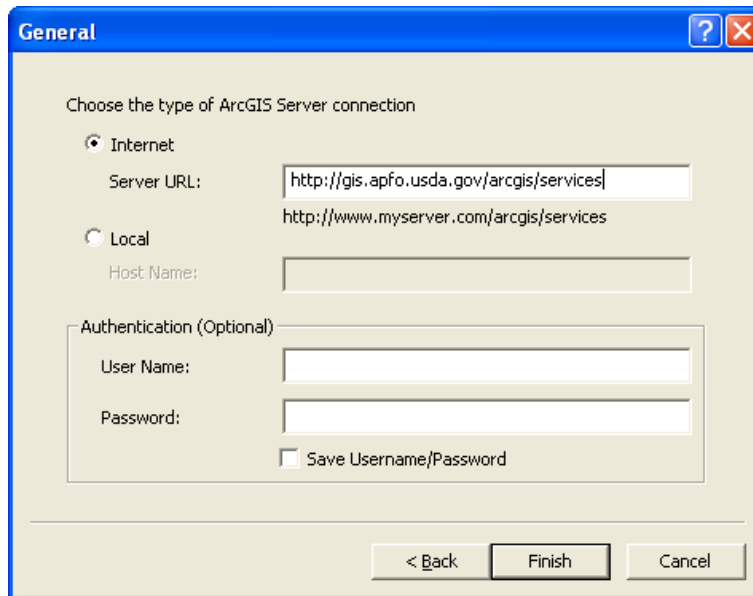 General
Choose the type of ArcGIS Server connection
Internet
Server URL: http://gis.apfo.usda.gov/arcgis/services
http://www.myserver.com/arcgis/services
Local
Host Name:
Authentication (Optional)
User Name:
Password:
Save Username/Password
< Back Finish Cancel